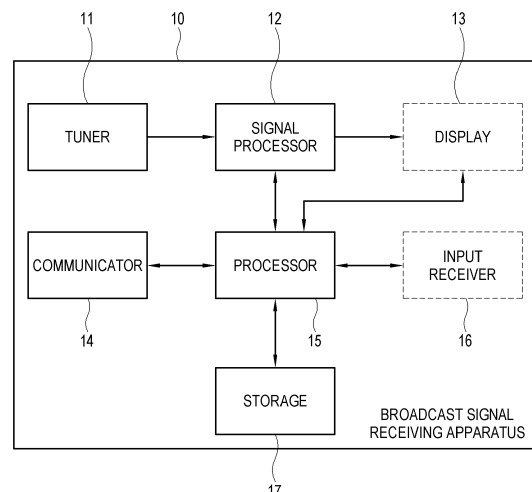 11
10
12
13
TUNER
SIGNAL
PROCESSOR
DISPLAY
COMMUNICATOR
PROCESSOR
INPUT
RECEIVER
14
15
16
STORAGE
BROADCAST SIGNAL
RECEIVING APPARATUS
17